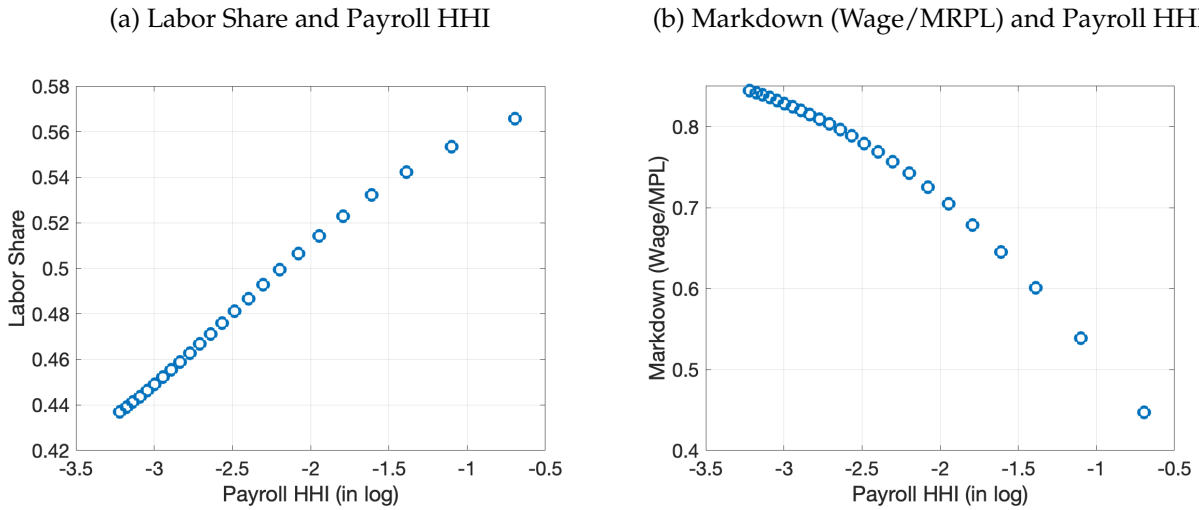 (a) Labor Share and Payroll HHI
0.58
0.56
0.54
0.52
0.5
0.48
0.46
0.44
0.42
Labor Share
-3.5 -3 -2.5 -2 -1.5 -1 -0.5
Payroll HHI (in log)
(b) Markdown (Wage/MRPL) and Payroll HHI
0.8
0.7
0.6
0.5
0.4
Markdown (Wage/MPL)
-3.5 -3 -2.5 -2 -1.5 -1 -0.5
Payroll HHI (in log)